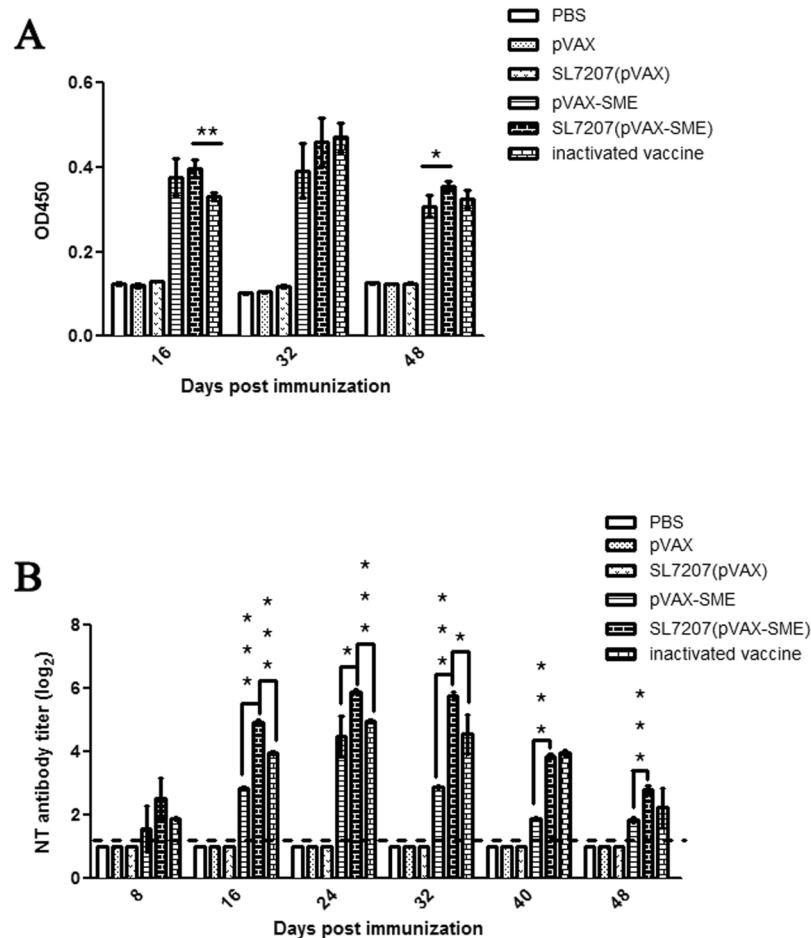 A
PBS
pVAX
SL7207(pVAX)
pVAX-SME
SL7207(pVAX-SME)
inactivated vaccine
OD450
0.6
0.4
0.2
0.0
**
*
16
32
48
Days post immunization
B
PBS
pVAX
SL7207(pVAX)
pVAX-SME
SL7207(pVAX-SME)
inactivated vaccine
NT antibody titer (log₂)
8
6
4
2
0
***
***
*
***
***
*
***
***
8
16
24
32
40
48
Days post immunization